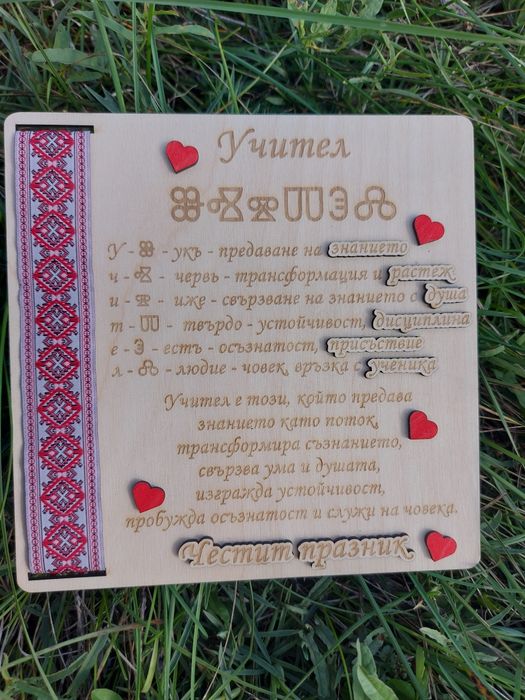 Учител
ⰖⰝⰋⰕⰅⰎ
У - Ⱆ - укъ - предаване на знанието
ч - Ⱍ - червь - трансформация и растеж
и - Ⰻ - иже - свързване на знанието с душа
т - Ⱅ - твърдо - устойчивост, дисциплина
е - Ⰵ - есть - осъзнатост, присъствие
л - Ⰾ - людие - човек, връзка с ученика
Учител е този, който предава
знанието като поток,
трансформира съзнанието,
свързва ума и душата,
изгражда устойчивост,
пробужда осъзнатост и служи на човека.
Честит празник